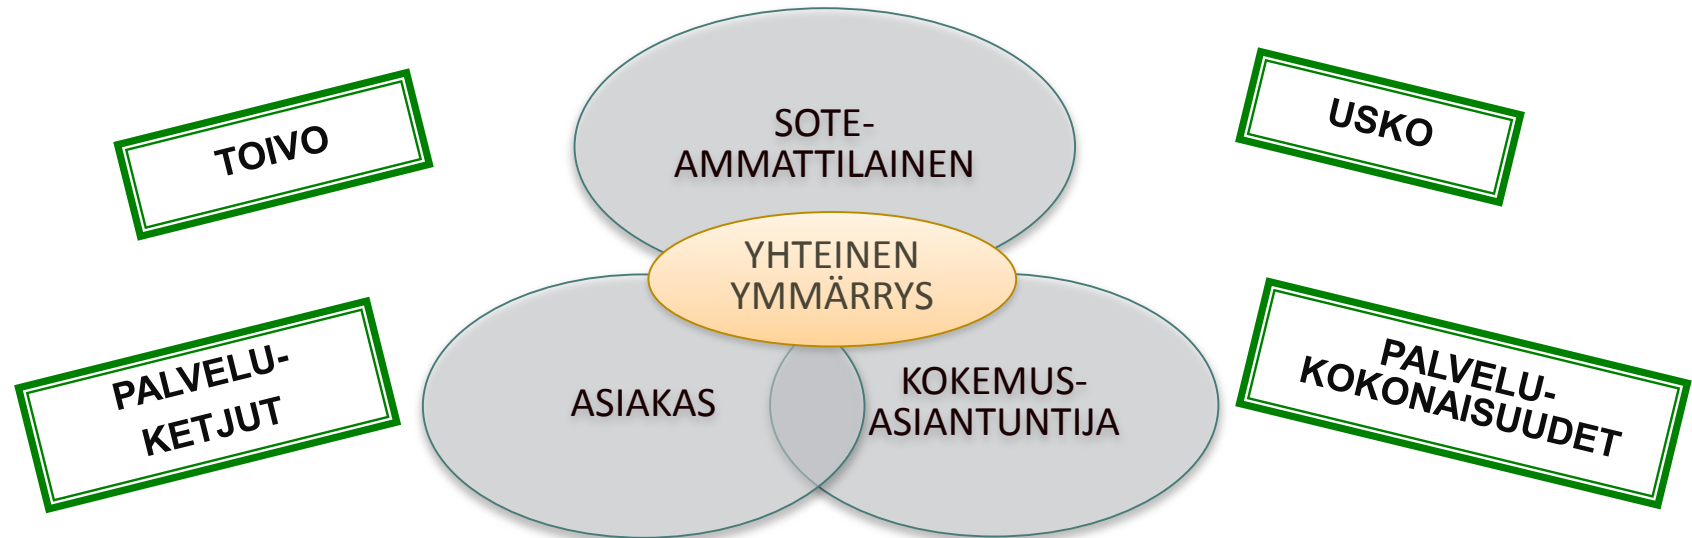 TOIVO
SOTE-
AMMATTILAINEN
USKO
YHTEINEN
YMMÄRRYS
PALVELU-
KETJUT
ASIAKAS
KOKEMUS-
ASIANTUNTIJA
PALVELU-
KOKONAISUUDET